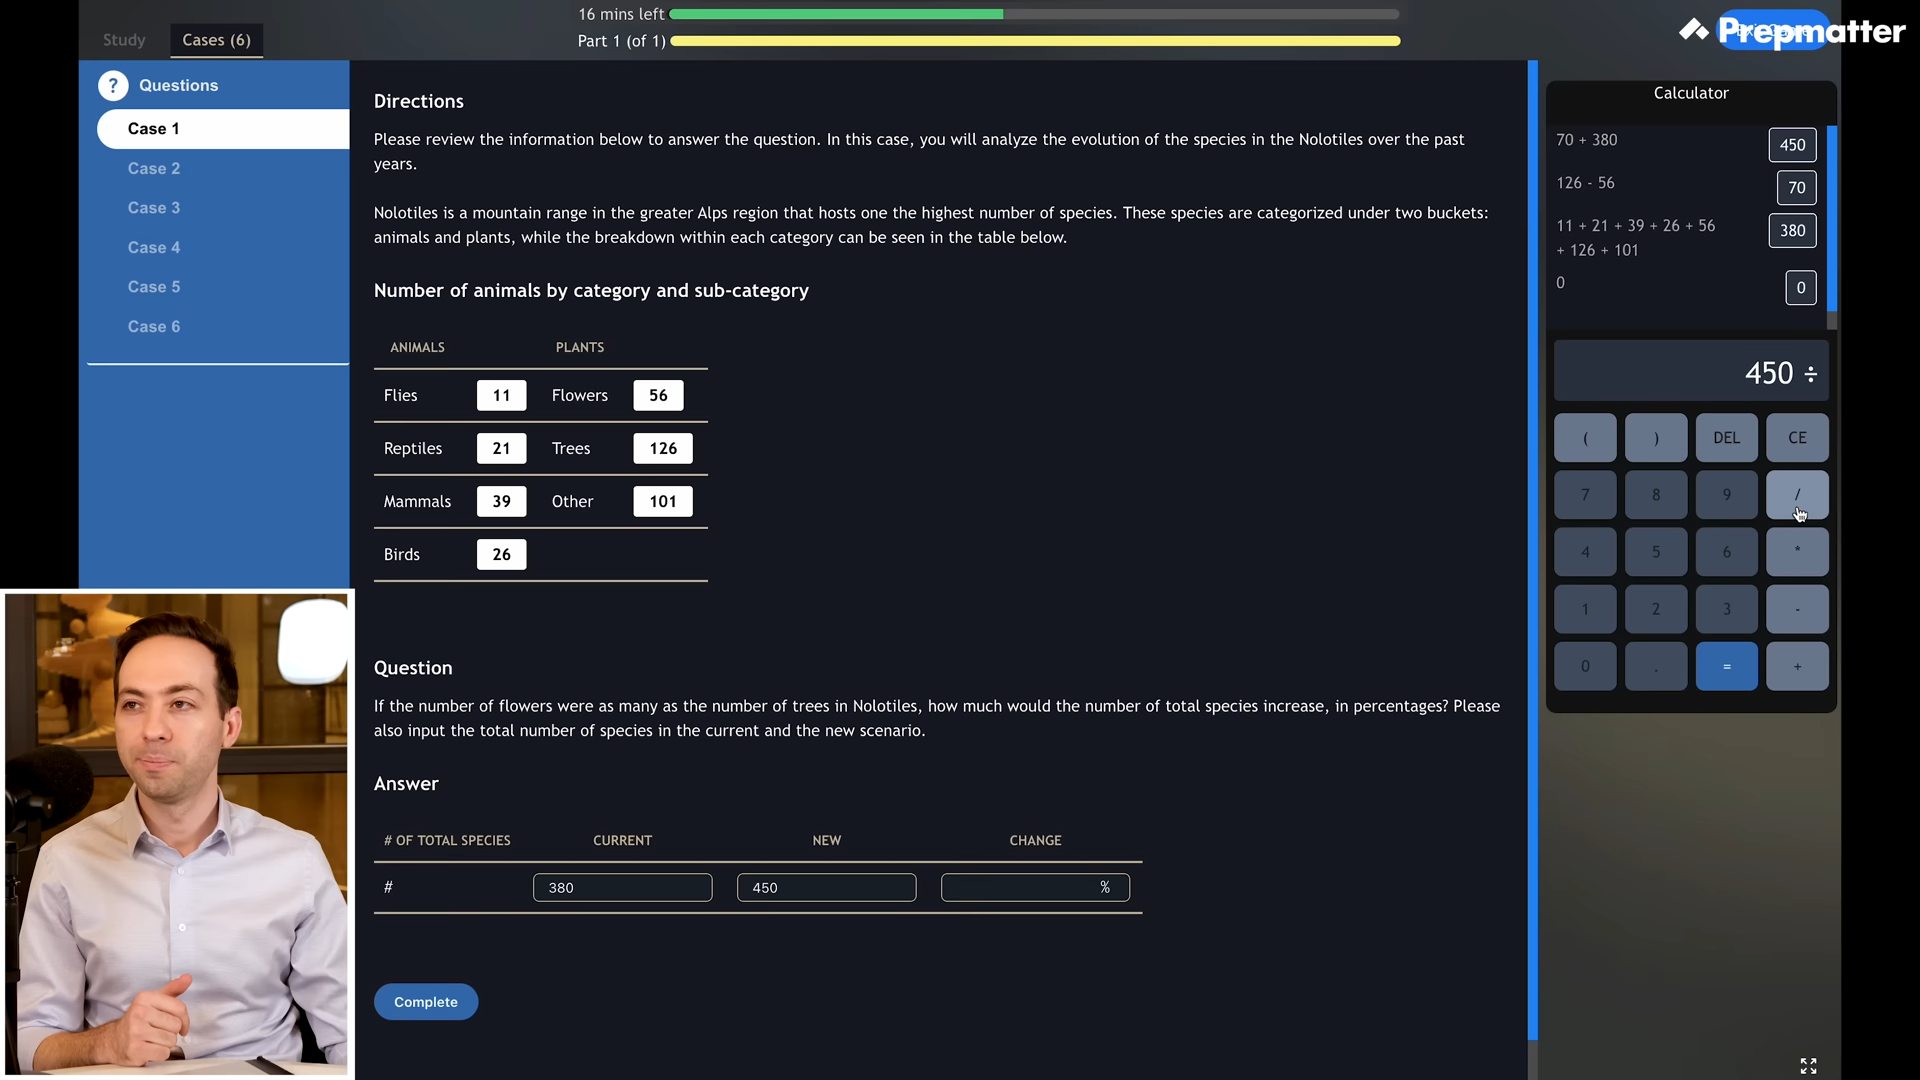 16 mins left
Part 1 (of 1)
Study
Cases (6)
Prepmatter
? Questions
Case 1
Case 2
Case 3
Case 4
Case 5
Case 6
Directions
Please review the information below to answer the question. In this case, you will analyze the evolution of the species in the Nolotiles over the past
years.
Nolotiles is a mountain range in the greater Alps region that hosts one the highest number of species. These species are categorized under two buckets:
animals and plants, while the breakdown within each category can be seen in the table below.
Number of animals by category and sub-category
ANIMALS PLANTS
Flies 11 Flowers 56
Reptiles 21 Trees 126
Mammals 39 Other 101
Birds 26
Question
If the number of flowers were as many as the number of trees in Nolotiles, how much would the number of total species increase, in percentages? Please
also input the total number of species in the current and the new scenario.
Answer
# OF TOTAL SPECIES CURRENT NEW CHANGE
# 380 450 %
Complete
Calculator
70 + 380 450
126 - 56 70
11 + 21 + 39 + 26 + 56 380
+ 126 + 101
0 0
450 ÷
( ) DEL CE
7 8 9 /
4 5 6 *
1 2 3 -
0 . = +